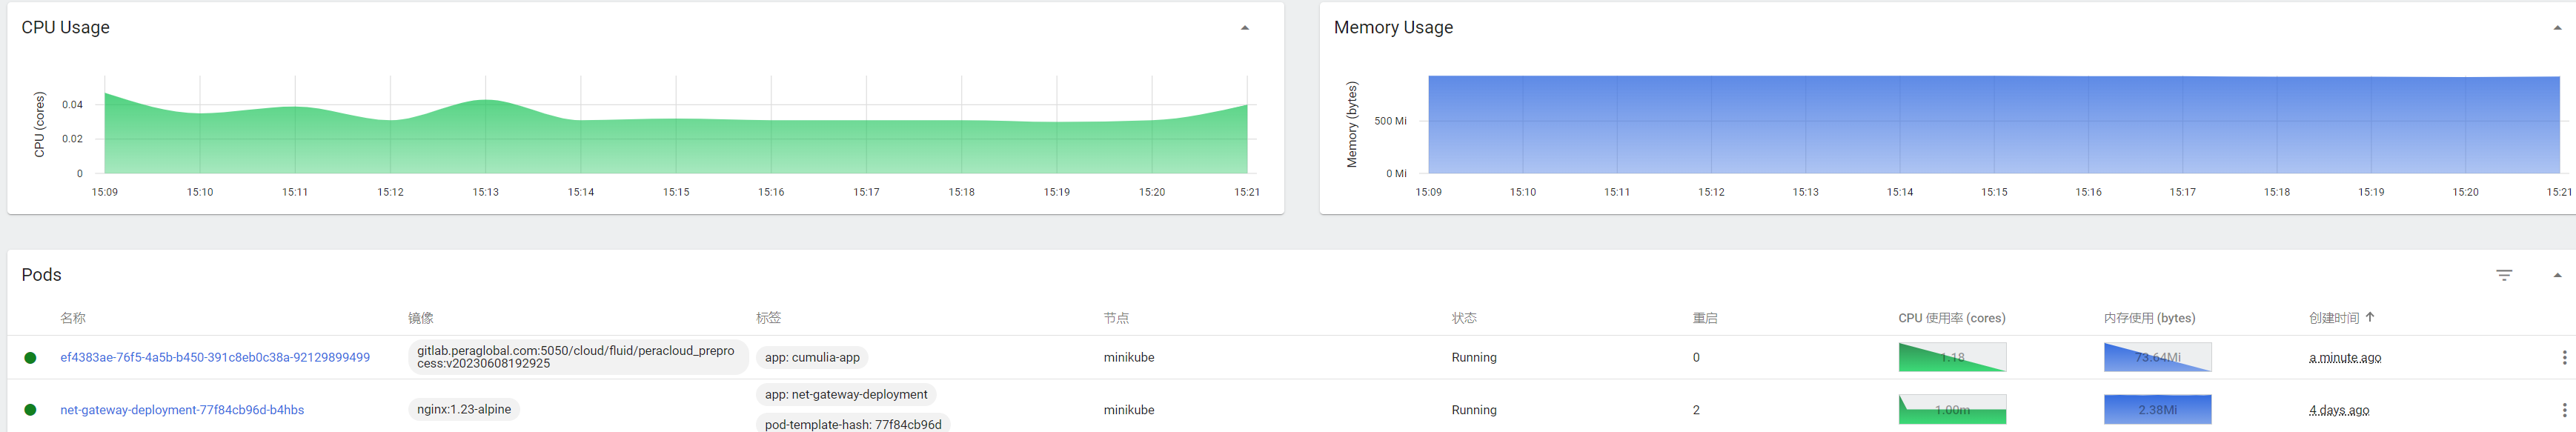 CPU Usage
CPU (cores)
0.04
0.02
0
15:09 15:10 15:11 15:12 15:13 15:14 15:15 15:16 15:17 15:18 15:19 15:20 15:21
Memory Usage
Memory (bytes)
500 Mi
0 Mi
15:09 15:10 15:11 15:12 15:13 15:14 15:15 15:16 15:17 15:18 15:19 15:20 15:21
Pods
名称 镜像 标签 节点 状态 重启 CPU 使用率 (cores) 内存使用 (bytes) 创建时间
ef4383ae-76f5-4a5b-b450-391c8eb0c38a-92129899499 gitlab.peraglobal.com:5050/cloud/fluid/peracloud_prepro
cess:v20230608192925 app: cumulia-app minikube Running 0 1.18 73.64Mi a minute ago
net-gateway-deployment-77f84cb96d-b4hbs nginx:1.23-alpine app: net-gateway-deployment
pod-template-hash: 77f84cb96d minikube Running 2 1.00m 2.38Mi 4 days ago